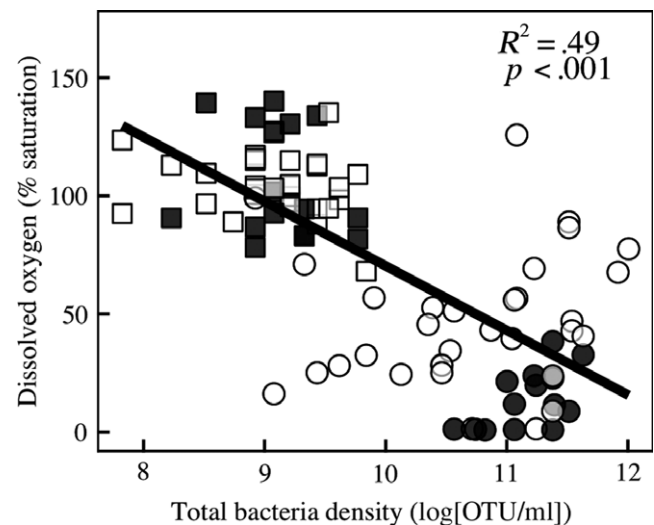 R² = .49
p < .001
150
100
50
0
Dissolved oxygen (% saturation)
8 9 10 11 12
Total bacteria density (log[OTU/ml])